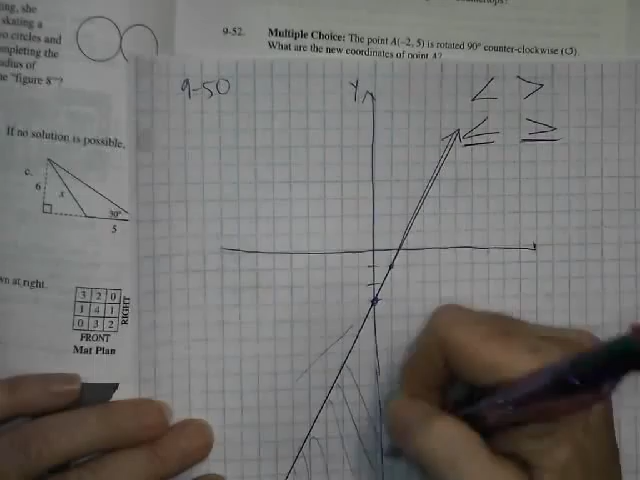 ing, she
skating a
o circles and
mpleting the
adius of
e "figure 8"?
9-52. Multiple Choice: The point A(-2, 5) is rotated 90° counter-clockwise (↺).
What are the new coordinates of point A?
9-50
Y
< >
≤ ≥
If no solution is possible,
c.
6
x
30°
5
wn at right.
3 2 0
1 4 1
0 3 2
RIGHT
FRONT
Mat Plan